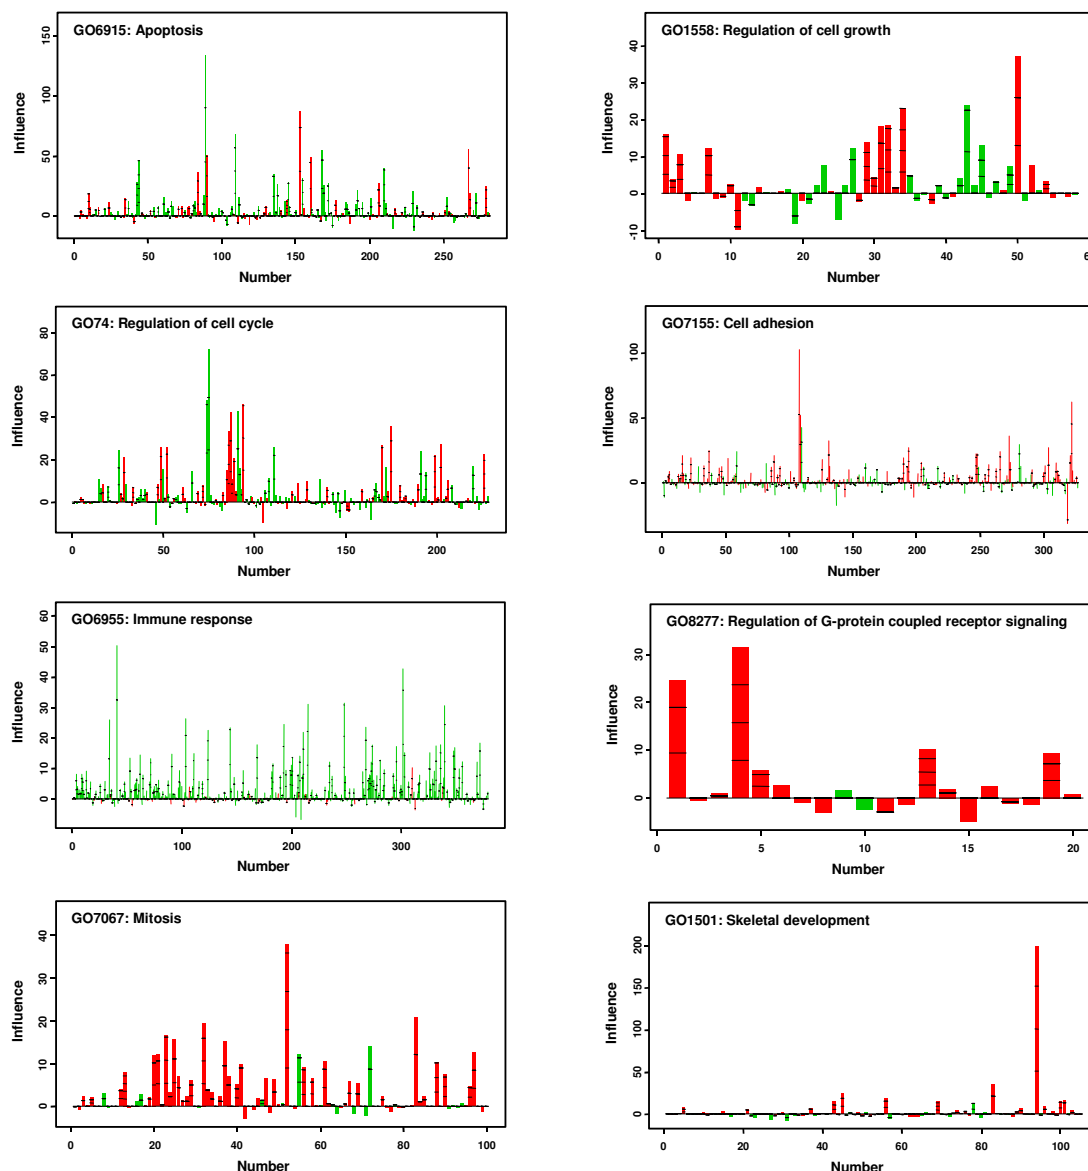 GO6915: Apoptosis
Influence
0 50 100 150
0 50 100 150 200 250
Number
GO1558: Regulation of cell growth
Influence
-10 0 10 20 30 40
0 10 20 30 40 50 6
Number
GO74: Regulation of cell cycle
Influence
0 20 40 60 80
0 50 100 150 200
Number
GO7155: Cell adhesion
Influence
0 50 100
0 50 100 150 200 250 300
Number
GO6955: Immune response
Influence
0 10 20 30 40 50 60
0 100 200 300
Number
GO8277: Regulation of G-protein coupled receptor signaling
Influence
0 10 20 30
0 5 10 15 20
Number
GO7067: Mitosis
Influence
0 10 20 30 40
20 40 60 80 100
0
Number
GO1501: Skeletal development
Influence
0 50 100 150 200
0 20 40 60 80 100
Number